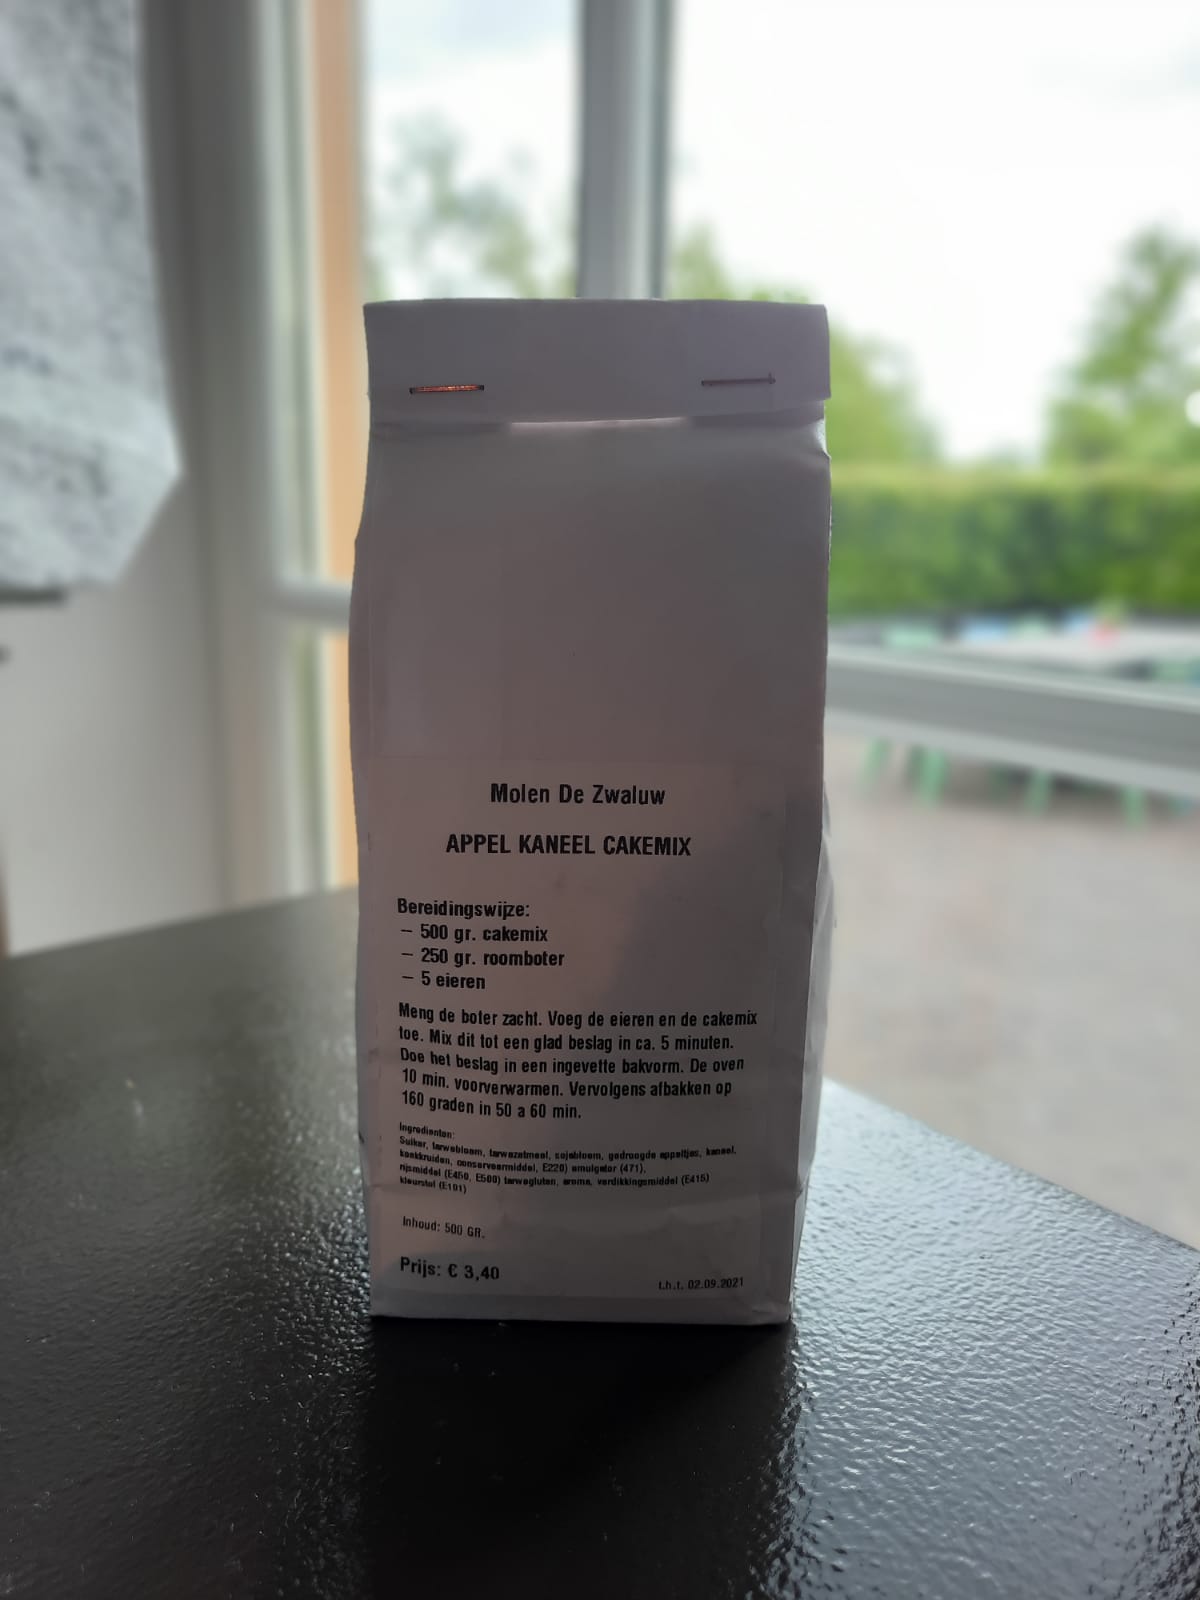 Molen De Zwaluw
APPEL KANEEL CAKEMIX
Bereidingswijze:
– 500 gr. cakemix
– 250 gr. roomboter
– 5 eieren
Meng de boter zacht. Voeg de eieren en de cakemix
toe. Mix dit tot een glad beslag in ca. 5 minuten.
Doe het beslag in een ingevette bakvorm. De oven
10 min. voorverwarmen. Vervolgens afbakken op
160 graden in 50 a 60 min.
Ingredienten:
Suiker, tarwebloem, tarwezetmeel, sojabloem, gedroogde appeltjes, kaneel,
koekkruiden, conserveermiddel, E220) emulgator (471),
rijsmiddel (E450, E500) tarwegluten, aroma, verdikkingsmiddel (E415)
kleurstof (E101)
Inhoud: 500 GR.
Prijs: € 3,40
t.h.t. 02.09.2021